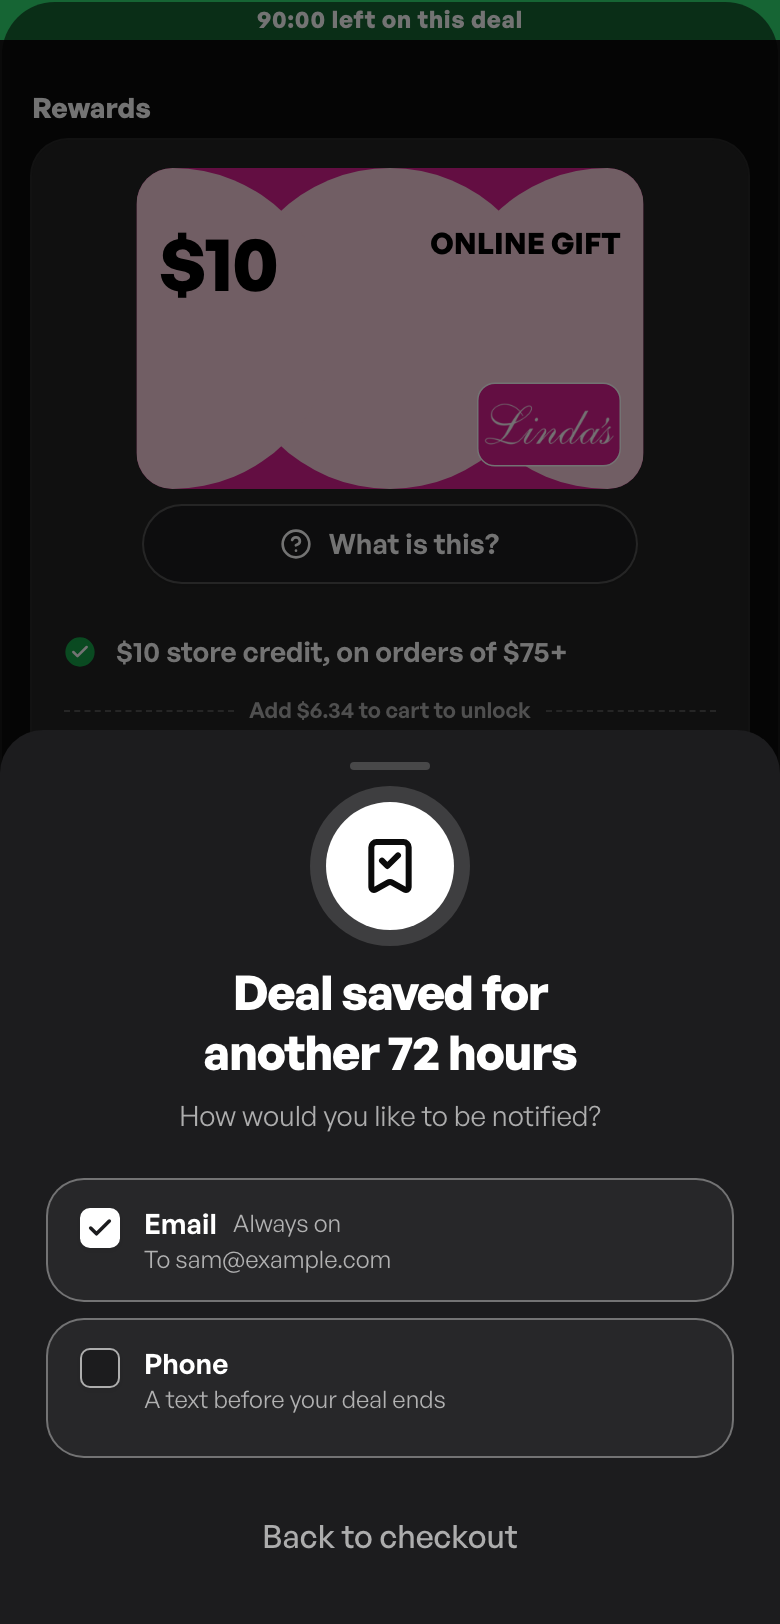 90:00 left on this deal
Rewards
$10
ONLINE GIFT
Linda's
What is this?
$10 store credit, on orders of $75+
Add $6.34 to cart to unlock
Deal saved for
another 72 hours
How would you like to be notified?
Email Always on
To sam@example.com
Phone
A text before your deal ends
Back to checkout